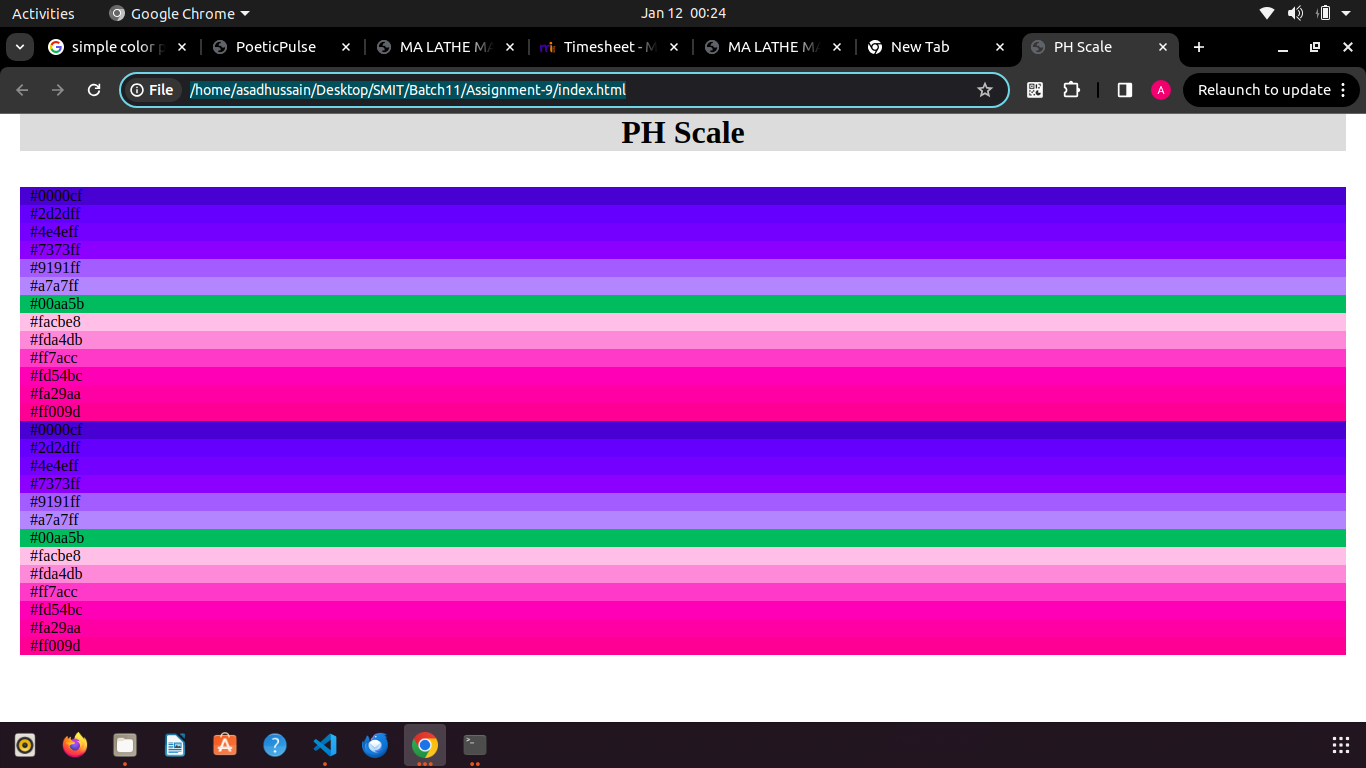 Activities Google Chrome Jan 12 00:24
simple color p PoeticPulse MA LATHE MA Timesheet - M MA LATHE MA New Tab PH Scale
File /home/asadhussain/Desktop/SMIT/Batch11/Assignment-9/index.html A Relaunch to update
PH Scale
#0000cf
#2d2dff
#4e4eff
#7373ff
#9191ff
#a7a7ff
#00aa5b
#facbe8
#fda4db
#ff7acc
#fd54bc
#fa29aa
#ff009d
#0000cf
#2d2dff
#4e4eff
#7373ff
#9191ff
#a7a7ff
#00aa5b
#facbe8
#fda4db
#ff7acc
#fd54bc
#fa29aa
#ff009d